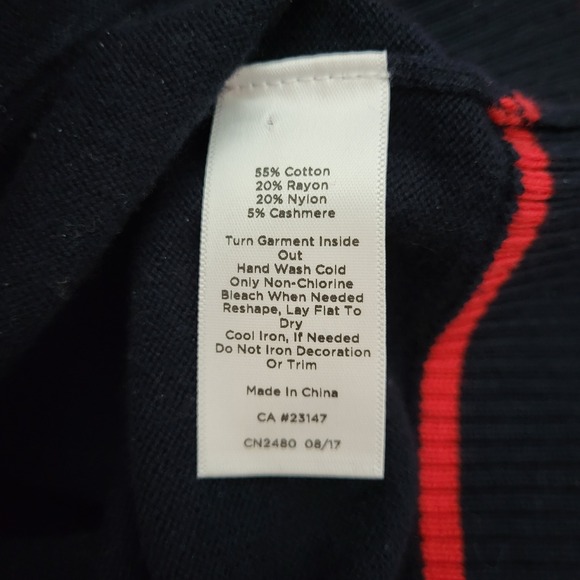 55% Cotton
20% Rayon
20% Nylon
5% Cashmere
Turn Garment Inside
Out
Hand Wash Cold
Only Non-Chlorine
Bleach When Needed
Reshape, Lay Flat To
Dry
Cool Iron, If Needed
Do Not Iron Decoration
Or Trim
Made In China
CA #23147
CN2480 08/17